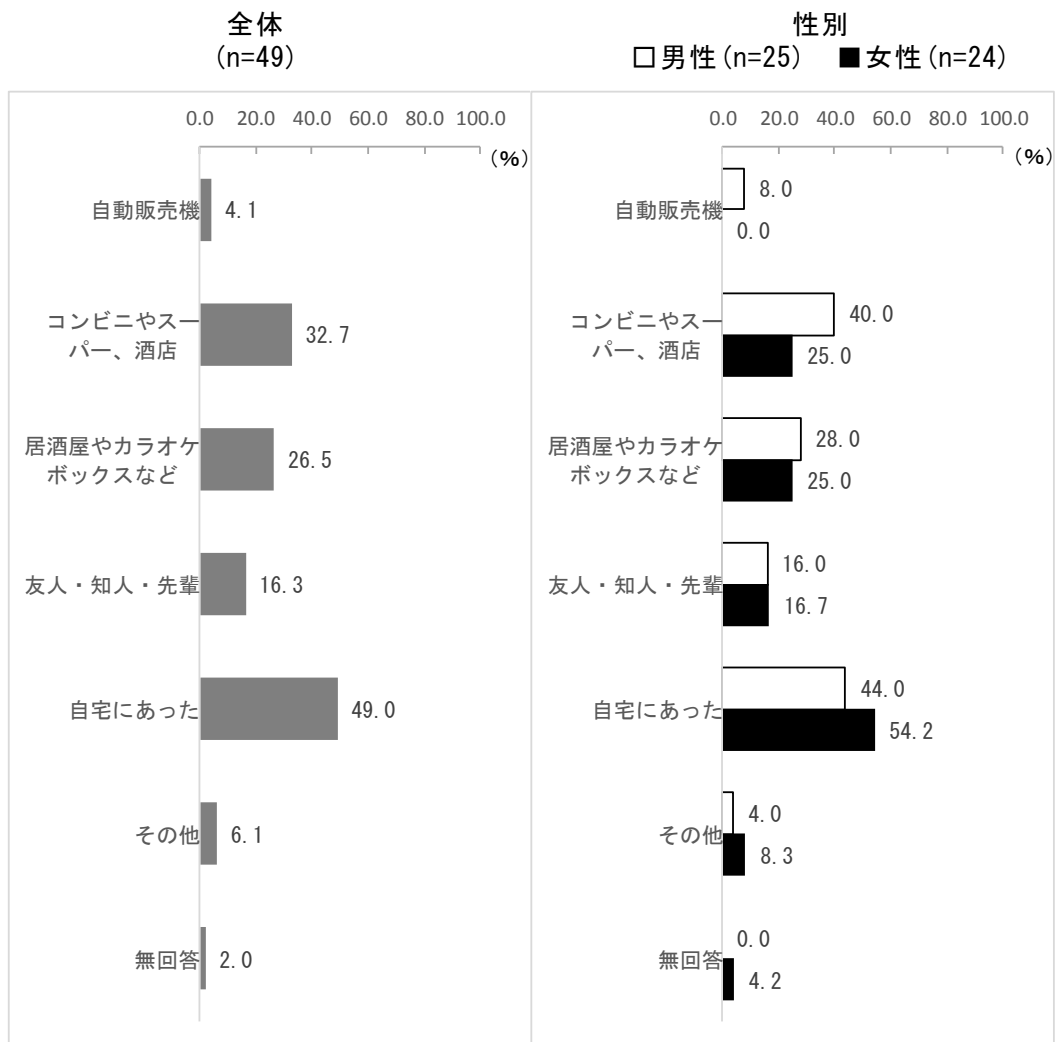 全体
(n=49)
0.0 20.0 40.0 60.0 80.0 100.0
(%)
自動販売機 4.1
コンビニやスー
パー、酒店
32.7
居酒屋やカラオケ
ボックスなど
26.5
友人・知人・先輩 16.3
自宅にあった 49.0
その他 6.1
無回答 2.0
性別
男性(n=25) 女性(n=24)
0.0 20.0 40.0 60.0 80.0 100.0
(%)
自動販売機
8.0
0.0
コンビニやスー
パー、酒店
40.0
25.0
居酒屋やカラオケ
ボックスなど
28.0
25.0
友人・知人・先輩
16.0
16.7
自宅にあった
44.0
54.2
その他
4.0
8.3
無回答
0.0
4.2